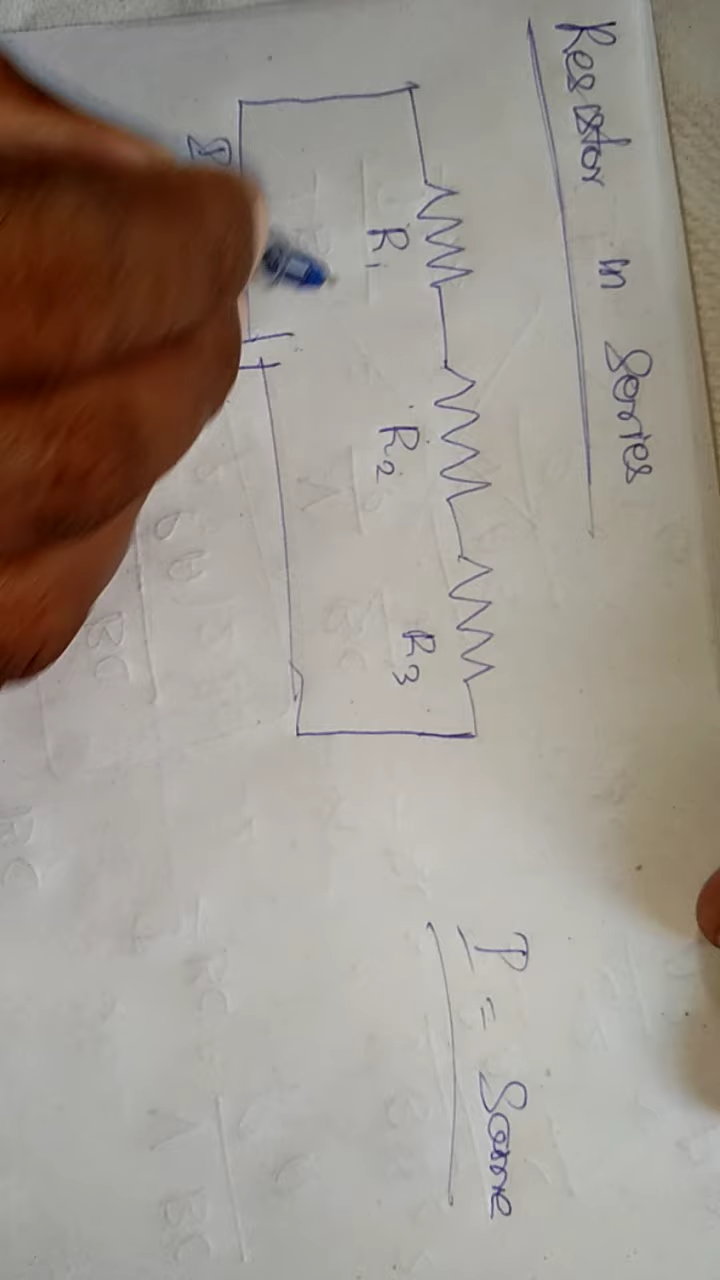 Resistor in Series
R1
R2
R3
I
I = Same